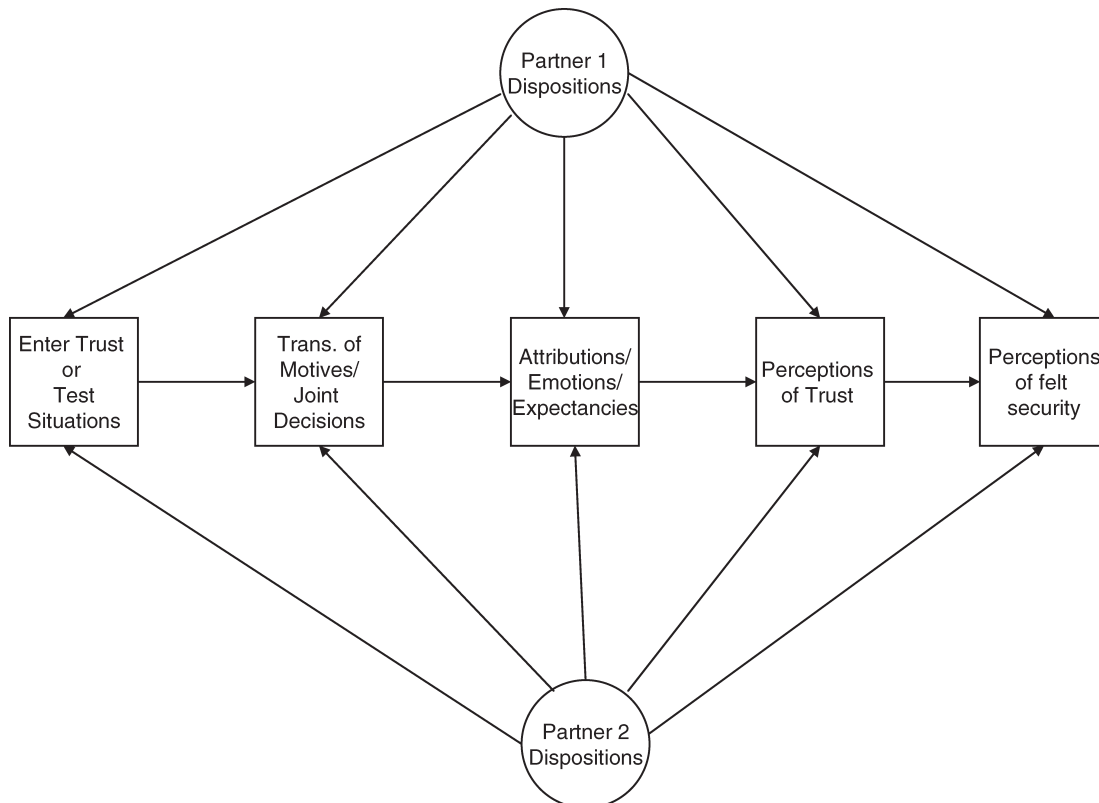 Partner 1
Dispositions
Enter Trust
or
Test
Situations
Trans. of
Motives/
Joint
Decisions
Attributions/
Emotions/
Expectancies
Perceptions
of Trust
Perceptions
of felt
security
Partner 2
Dispositions